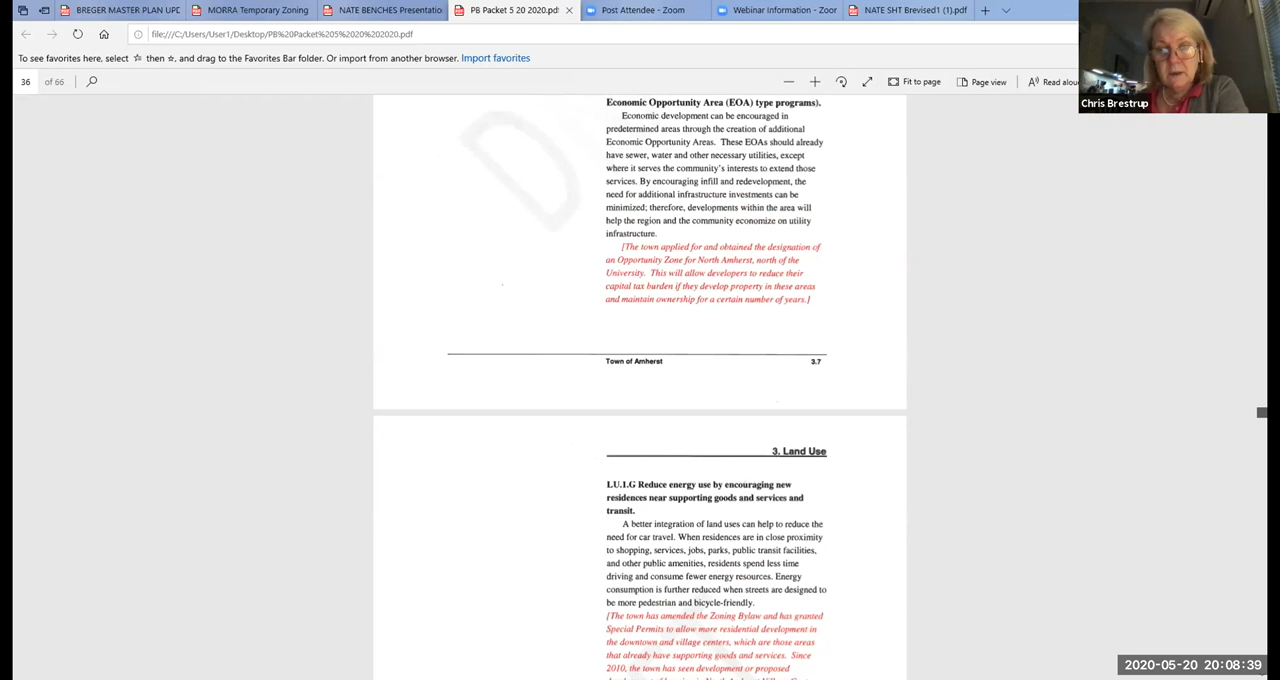 BREGER MASTER PLAN UPD
MORRA Temporary Zoning
NATE BENCHES Presentatio
PB Packet 5 20 2020.pdf
Post Attendee - Zoom
Webinar Information - Zoor
NATE SHT Brevised1 (1).pdf
file:///C:/Users/User1/Desktop/PB%20Packet%205%2020%202020.pdf
To see favorites here, select ☆ then ☆, and drag to the Favorites Bar folder. Or import from another browser. Import favorites
36 of 66
Fit to page
Page view
Read alou
Chris Brestrup
D
Economic Opportunity Area (EOA) type programs).
Economic development can be encouraged in
predetermined areas through the creation of additional
Economic Opportunity Areas. These EOAs should already
have sewer, water and other necessary utilities, except
where it serves the community's interests to extend those
services. By encouraging infill and redevelopment, the
need for additional infrastructure investments can be
minimized; therefore, developments within the area will
help the region and the community economize on utility
infrastructure.
[The town applied for and obtained the designation of
an Opportunity Zone for North Amherst, north of the
University. This will allow developers to reduce their
capital tax burden if they develop property in these areas
and maintain ownership for a certain number of years.]
Town of Amherst 3.7
3. Land Use
LU.1.G Reduce energy use by encouraging new
residences near supporting goods and services and
transit.
A better integration of land uses can help to reduce the
need for car travel. When residences are in close proximity
to shopping, services, jobs, parks, public transit facilities,
and other public amenities, residents spend less time
driving and consume fewer energy resources. Energy
consumption is further reduced when streets are designed to
be more pedestrian and bicycle-friendly.
[The town has amended the Zoning Bylaw and has granted
Special Permits to allow more residential development in
the downtown and village centers, which are those areas
that already have supporting goods and services. Since
2010, the town has seen development or proposed
2020-05-20 20:08:39